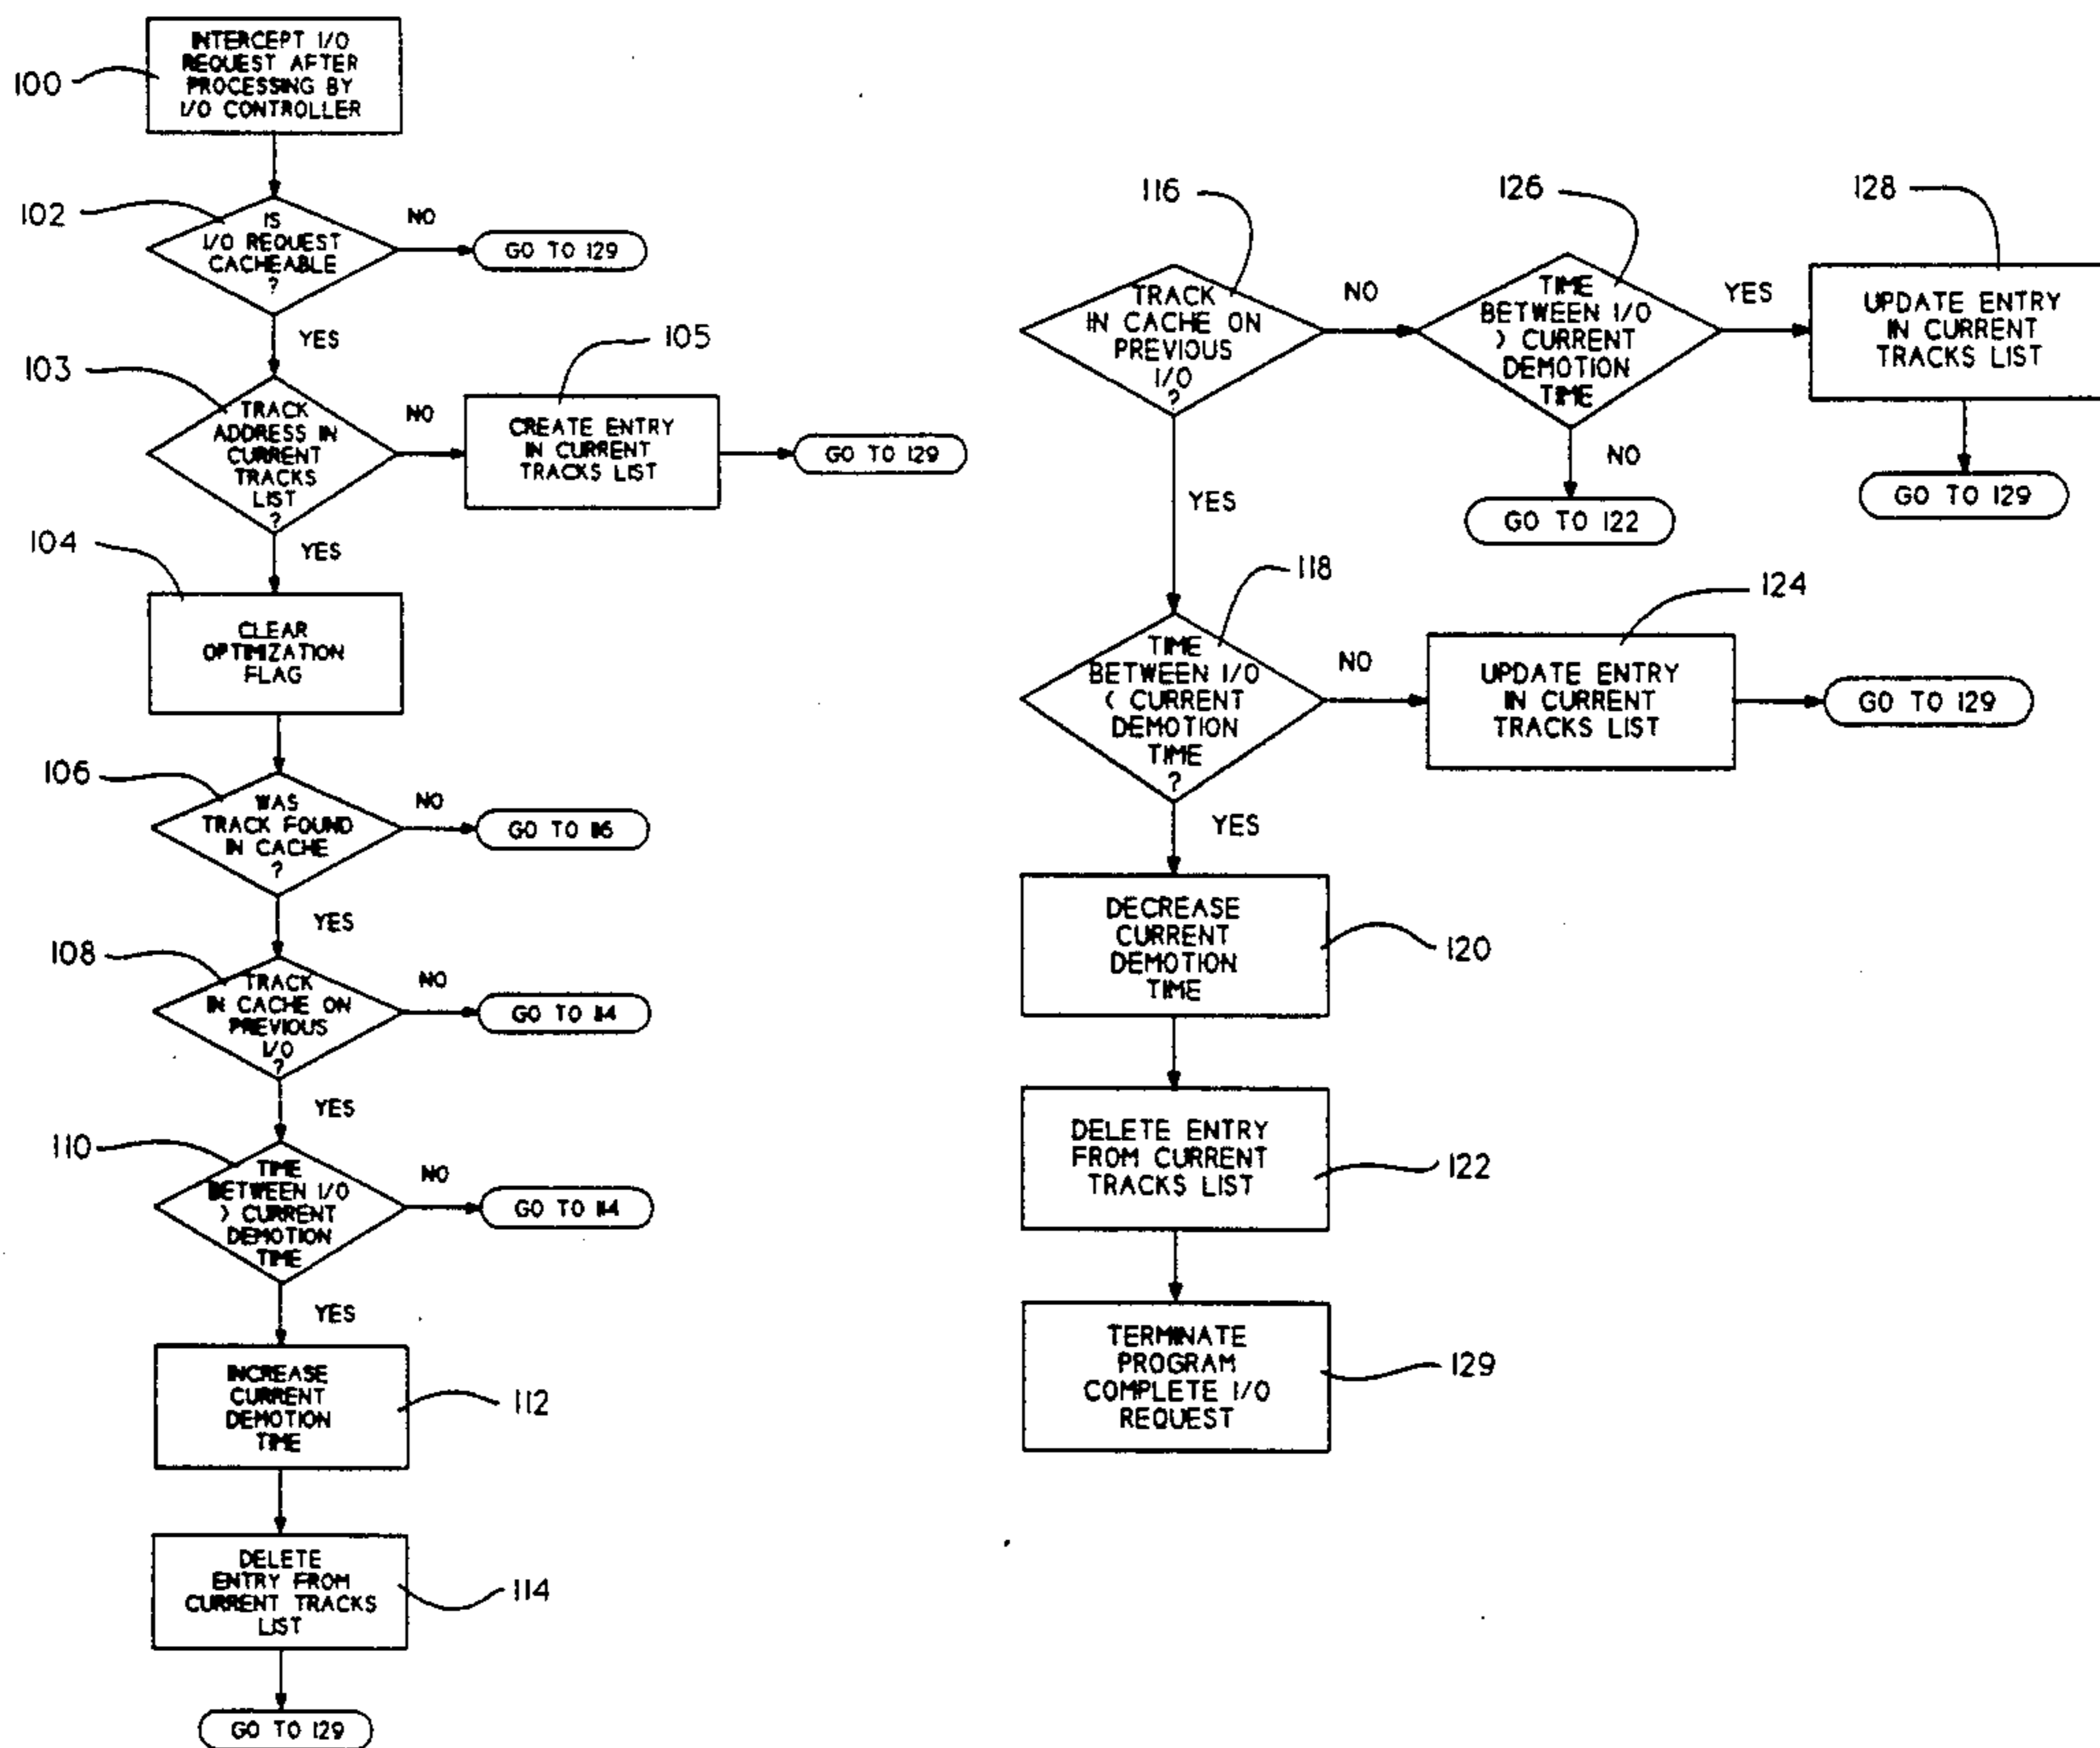 100
INTERCEPT I/O
REQUEST AFTER
PROCESSING BY
I/O CONTROLLER
102
IS
I/O REQUEST
CACHEABLE
?
NO
GO TO 129
YES
103
TRACK
ADDRESS IN
CURRENT
TRACKS
LIST
?
NO
105
CREATE ENTRY
IN CURRENT
TRACKS LIST
GO TO 129
YES
104
CLEAR
OPTIMIZATION
FLAG
106
WAS
TRACK FOUND
IN CACHE
?
NO
GO TO 116
YES
108
TRACK
IN CACHE ON
PREVIOUS
I/O
?
NO
GO TO 114
YES
110
TIME
BETWEEN I/O
> CURRENT
DEMOTION
TIME
NO
GO TO 114
YES
INCREASE
CURRENT
DEMOTION
TIME
112
DELETE
ENTRY FROM
CURRENT TRACKS
LIST
114
GO TO 129
116
TRACK
IN CACHE ON
PREVIOUS
I/O
?
NO
126
TIME
BETWEEN I/O
> CURRENT
DEMOTION
TIME
YES
128
UPDATE ENTRY
IN CURRENT
TRACKS LIST
GO TO 129
NO
GO TO 122
YES
118
TIME
BETWEEN I/O
< CURRENT
DEMOTION
TIME
?
NO
124
UPDATE ENTRY
IN CURRENT
TRACKS LIST
GO TO 129
YES
DECREASE
CURRENT
DEMOTION
TIME
120
DELETE ENTRY
FROM CURRENT
TRACKS LIST
122
TERMINATE
PROGRAM
COMPLETE I/O
REQUEST
129